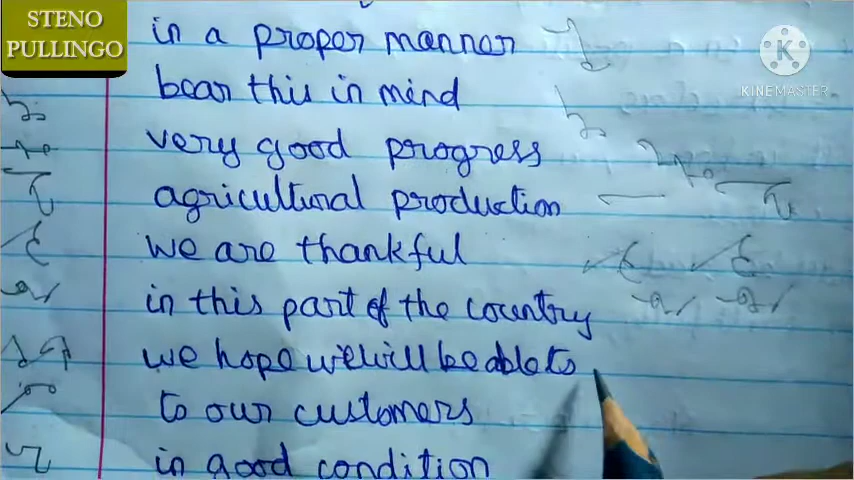 STENO
PULLINGO
in a proper manner
K
KINEMASTER
bear this in mind
very good progress
agricultural production
we are thankful
in this part of the country
we hope we will be able to
to our customers
in good condition